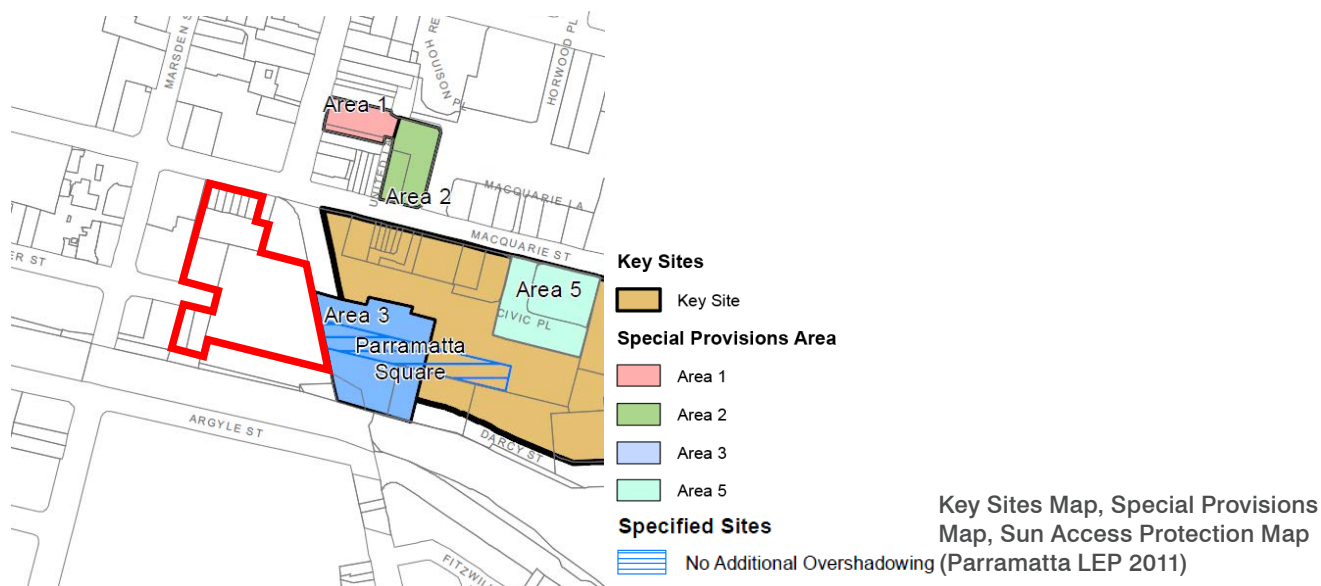 MARSDEN S
RE
HOUISON PL
HORWOOD PL
Area 1
UNITED
Area 2
MACQUARIE LA
MACQUARIE ST
ER ST
Area 5
CIVIC PL
Area 3
Parramatta
Square
ARGYLE ST
DARCY ST
FITZWILL
Key Sites
Key Site
Special Provisions Area
Area 1
Area 2
Area 3
Area 5
Specified Sites
No Additional Overshadowing
Key Sites Map, Special Provisions
Map, Sun Access Protection Map
(Parramatta LEP 2011)